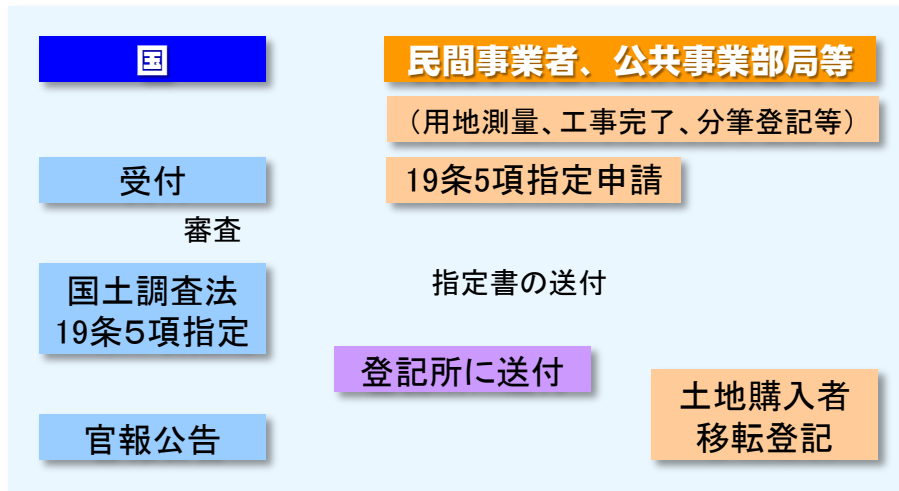 国
民間事業者、公共事業部局等
（用地測量、工事完了、分筆登記等）
受付
19条5項指定申請
審査
国土調査法
19条５項指定
指定書の送付
登記所に送付
土地購入者
移転登記
官報公告